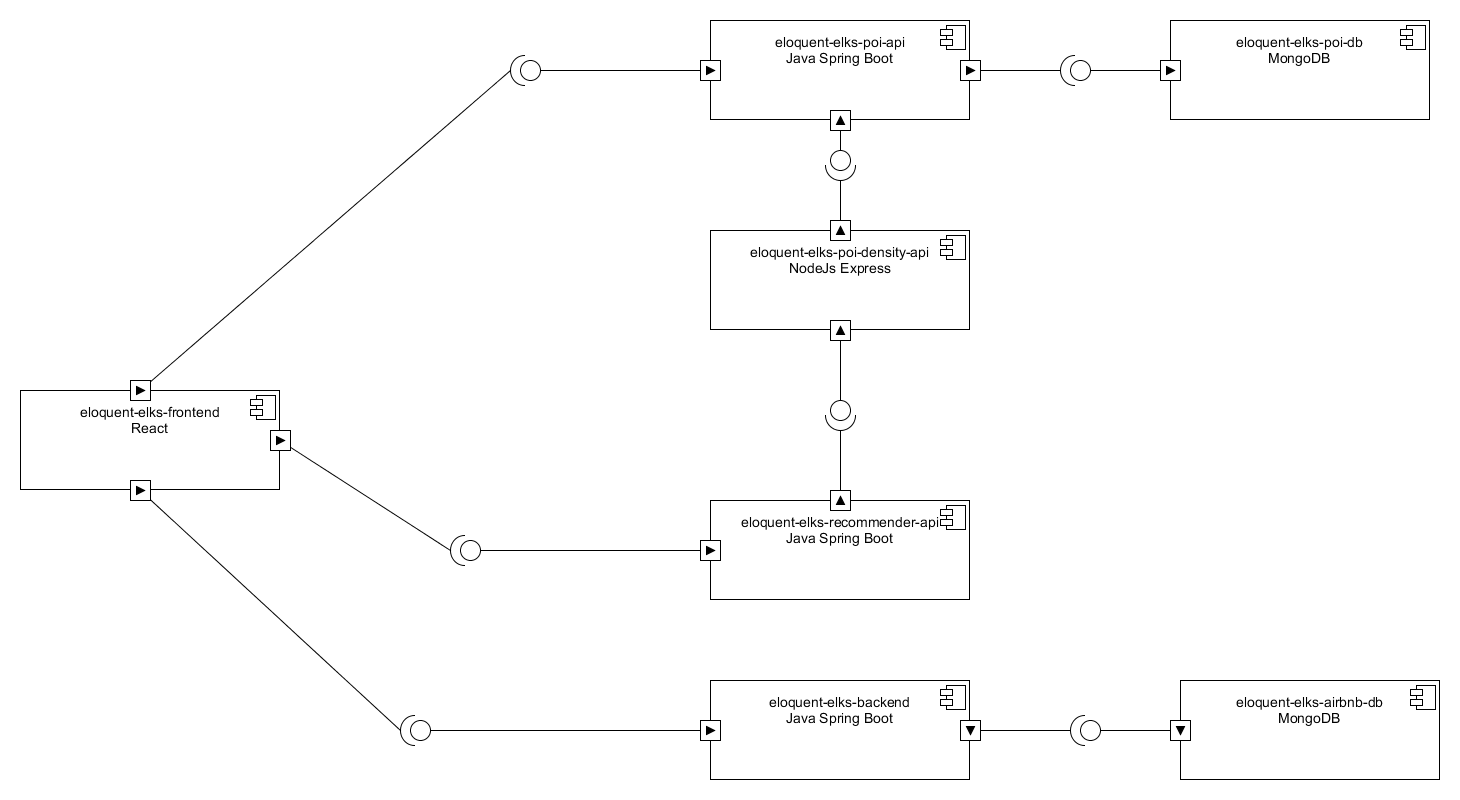 eloquent-elks-poi-api
Java Spring Boot
eloquent-elks-poi-db
MongoDB
eloquent-elks-poi-density-api
NodeJs Express
eloquent-elks-frontend
React
eloquent-elks-recommender-api
Java Spring Boot
eloquent-elks-backend
Java Spring Boot
eloquent-elks-airbnb-db
MongoDB